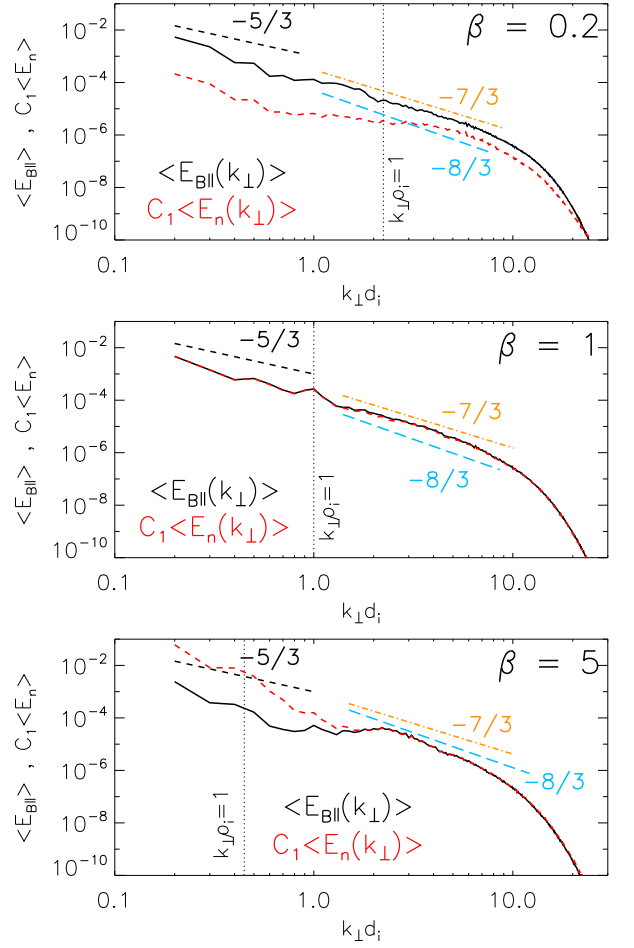 β = 0.2
-5/3
-7/3
-8/3
<E_B||(k⊥)>
C₁<E_n(k⊥)>
k⊥ρᵢ=1
<E_B||> , C₁<E_n>
10⁻²
10⁻⁴
10⁻⁶
10⁻⁸
10⁻¹⁰
0.1
1.0
10.0
k⊥dᵢ
β = 1
-5/3
-7/3
-8/3
<E_B||(k⊥)>
C₁<E_n(k⊥)>
k⊥ρᵢ=1
<E_B||> , C₁<E_n>
10⁻²
10⁻⁴
10⁻⁶
10⁻⁸
10⁻¹⁰
0.1
1.0
10.0
k⊥dᵢ
β = 5
-5/3
-7/3
-8/3
<E_B||(k⊥)>
C₁<E_n(k⊥)>
k⊥ρᵢ=1
<E_B||> , C₁<E_n>
10⁻²
10⁻⁴
10⁻⁶
10⁻⁸
10⁻¹⁰
0.1
1.0
10.0
k⊥dᵢ